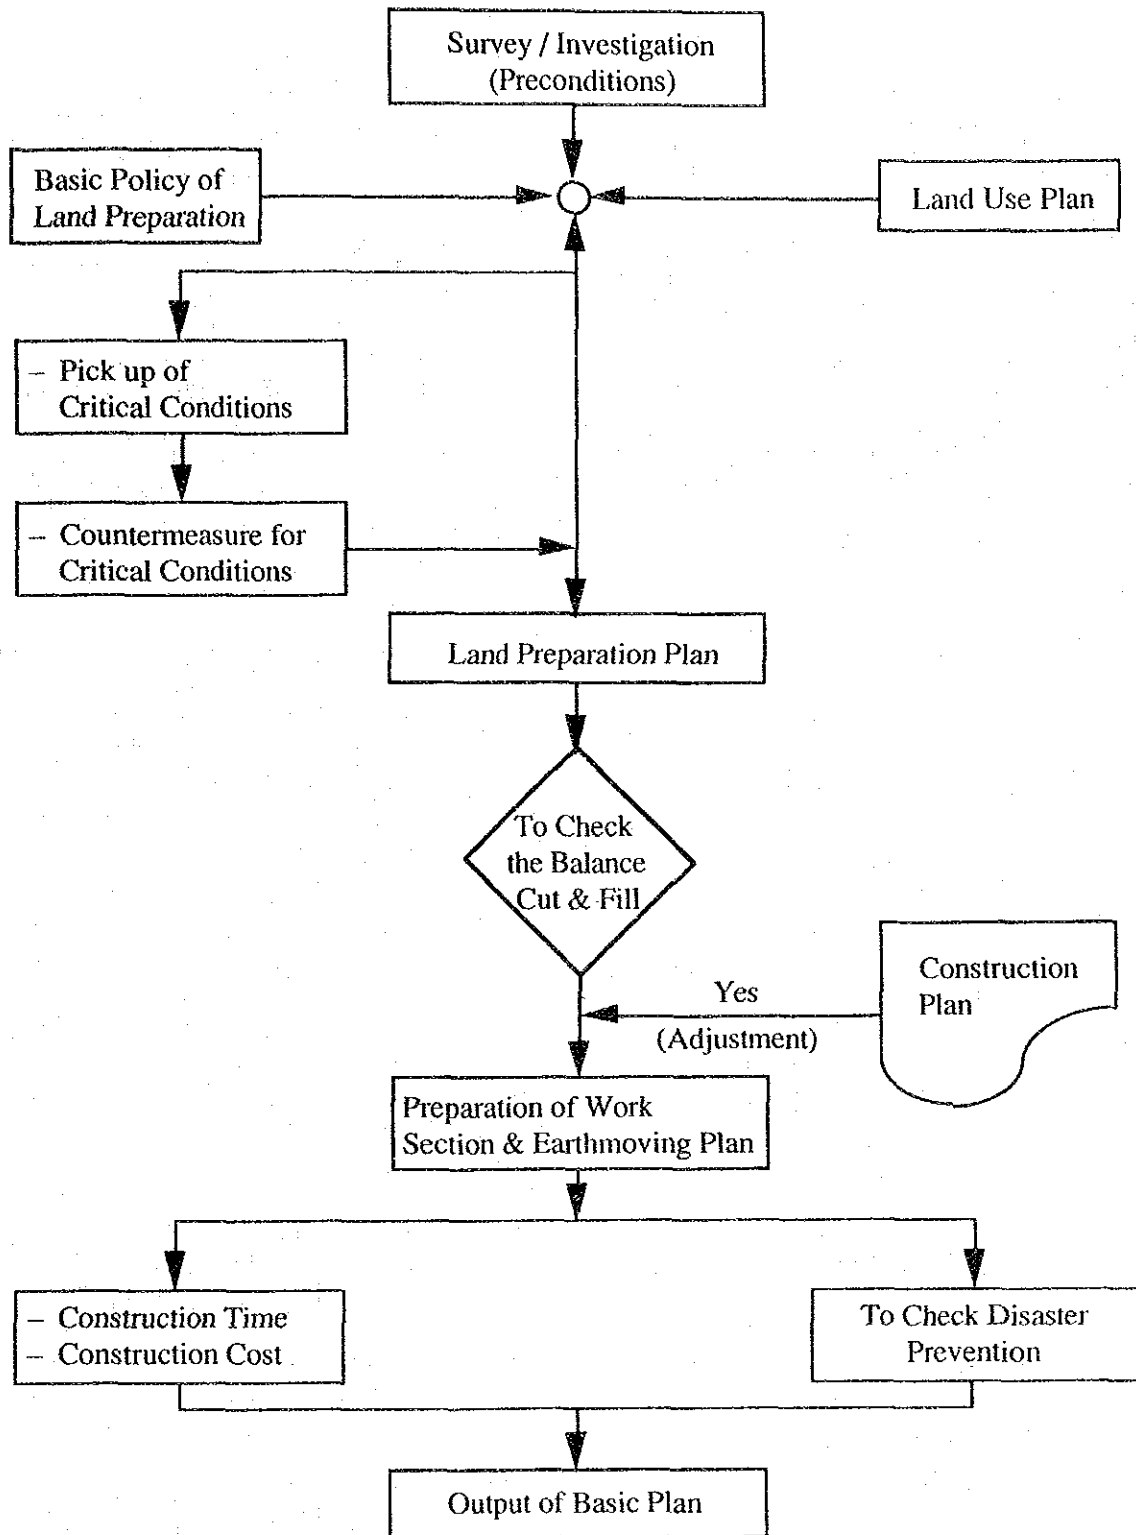 Survey / Investigation
(Preconditions)
Basic Policy of
Land Preparation
Land Use Plan
– Pick up of
Critical Conditions
– Countermeasure for
Critical Conditions
Land Preparation Plan
To Check
the Balance
Cut & Fill
Construction
Plan
Yes
(Adjustment)
Preparation of Work
Section & Earthmoving Plan
– Construction Time
– Construction Cost
To Check Disaster
Prevention
Output of Basic Plan